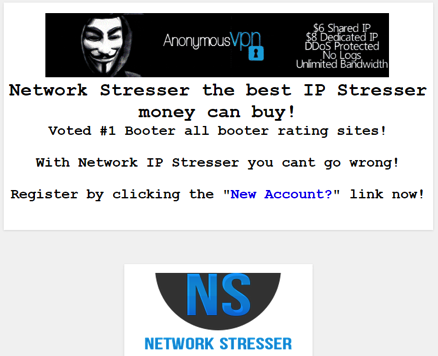 $6 Shared IP
AnonymousVpn
$8 Dedicated IP
DDoS Protected
No Logs
Unlimited Bandwidth
Network Stresser the best IP Stresser
money can buy!
Voted #1 Booter all booter rating sites!
With Network IP Stresser you cant go wrong!
Register by clicking the "New Account?" link now!
NS
NETWORK STRESSER